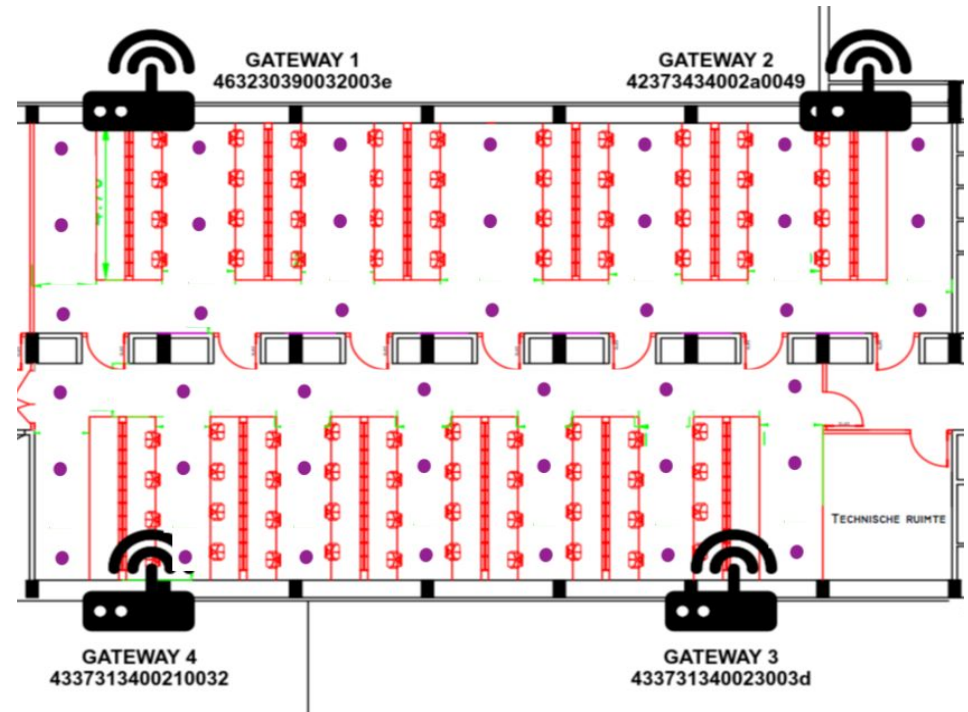 GATEWAY 1
463230390032003e
GATEWAY 2
42373434002a0049
TECHNISCHE RUIMTE
GATEWAY 4
4337313400210032
GATEWAY 3
433731340023003d